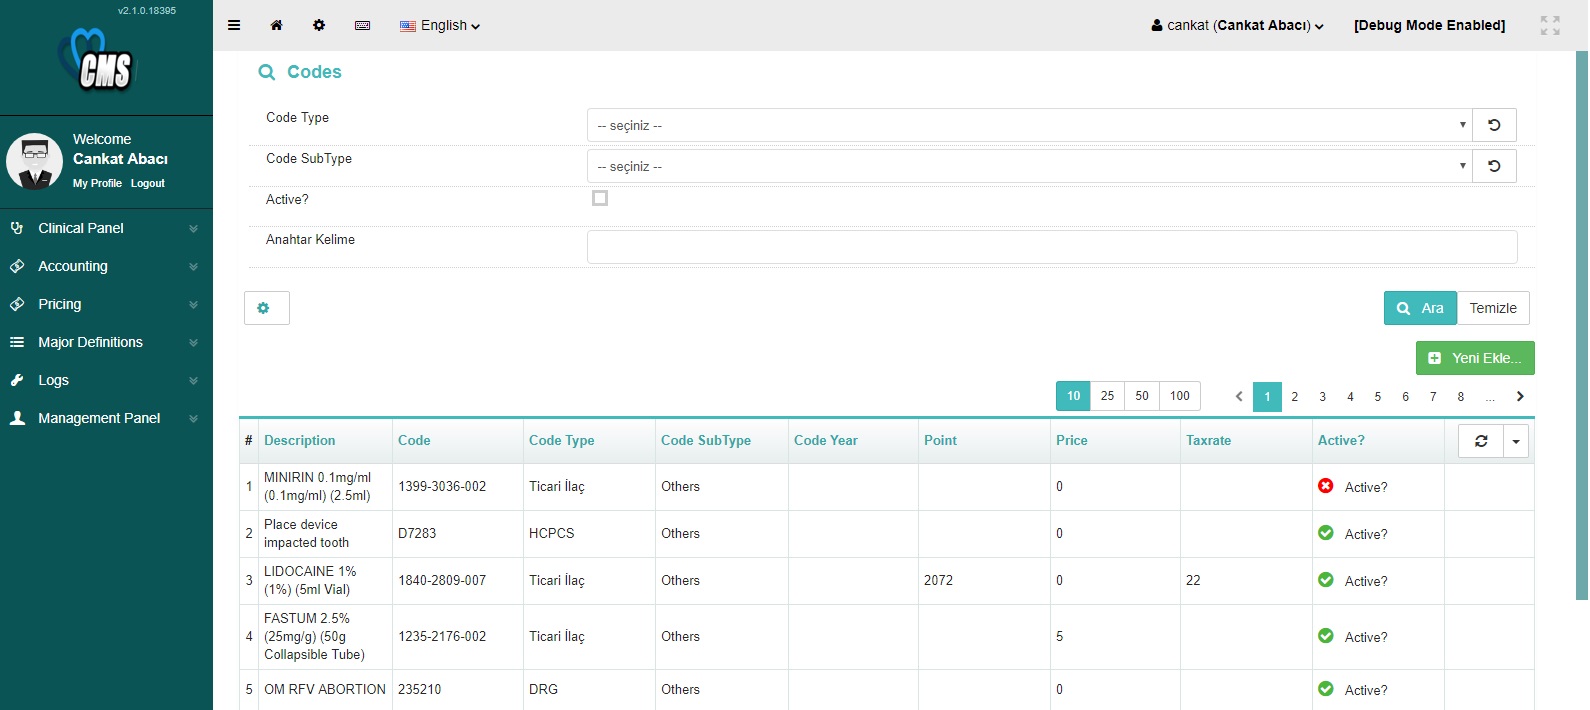 v2.1.0.18395
CMS
Welcome
Cankat Abacı
My Profile Logout
Clinical Panel
Accounting
Pricing
Major Definitions
Logs
Management Panel
English
cankat (Cankat Abacı)
[Debug Mode Enabled]
Codes
Code Type
-- seçiniz --
Code SubType
-- seçiniz --
Active?
Anahtar Kelime
Ara
Temizle
Yeni Ekle...
10 25 50 100
1 2 3 4 5 6 7 8 ...
# Description Code Code Type Code SubType Code Year Point Price Taxrate Active?
1 MINIRIN 0.1mg/ml (0.1mg/ml) (2.5ml) 1399-3036-002 Ticari İlaç Others 0 Active?
2 Place device impacted tooth D7283 HCPCS Others 0 Active?
3 LIDOCAINE 1% (1%) (5ml Vial) 1840-2809-007 Ticari İlaç Others 2072 0 22 Active?
4 FASTUM 2.5% (25mg/g) (50g Collapsible Tube) 1235-2176-002 Ticari İlaç Others 5 Active?
5 OM RFV ABORTION 235210 DRG Others 0 Active?